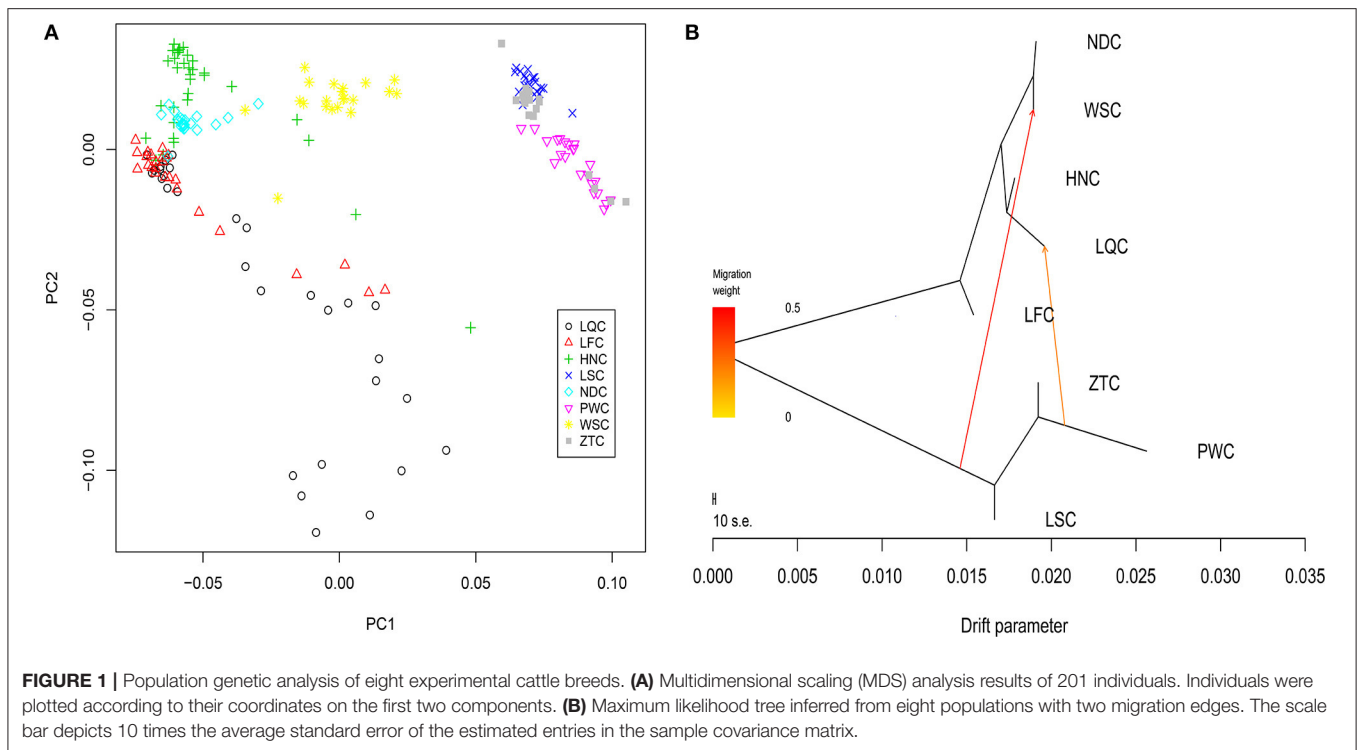 A
PC2
0.00
−0.05
−0.10
−0.05
0.00
0.05
0.10
PC1
LQC
LFC
HNC
LSC
NDC
PWC
WSC
ZTC
B
NDC
WSC
HNC
LQC
LFC
ZTC
PWC
LSC
Migration
weight
0.5
0
10 s.e.
0.000
0.005
0.010
0.015
0.020
0.025
0.030
0.035
Drift parameter
FIGURE 1 | Population genetic analysis of eight experimental cattle breeds. (A) Multidimensional scaling (MDS) analysis results of 201 individuals. Individuals were
plotted according to their coordinates on the first two components. (B) Maximum likelihood tree inferred from eight populations with two migration edges. The scale
bar depicts 10 times the average standard error of the estimated entries in the sample covariance matrix.